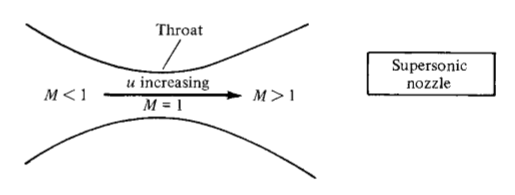 Throat
u increasing
M < 1
M > 1
M = 1
Supersonic
nozzle